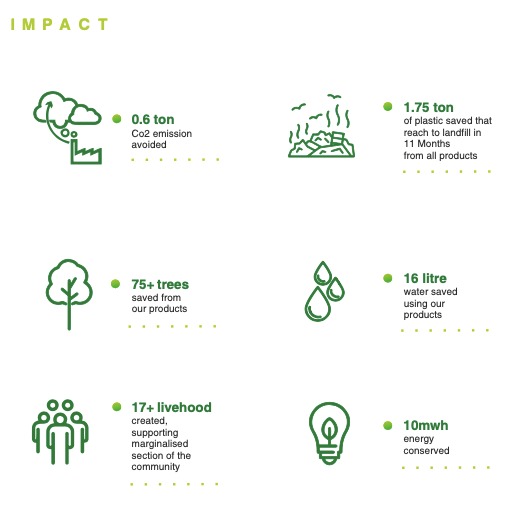 IMPACT
0.6 ton
Co2 emission
avoided
1.75 ton
of plastic saved that
reach to landfill in
11 Months
from all products
75+ trees
saved from
our products
16 litre
water saved
using our
products
17+ livehood
created,
supporting
marginalised
section of the
community
10mwh
energy
conserved